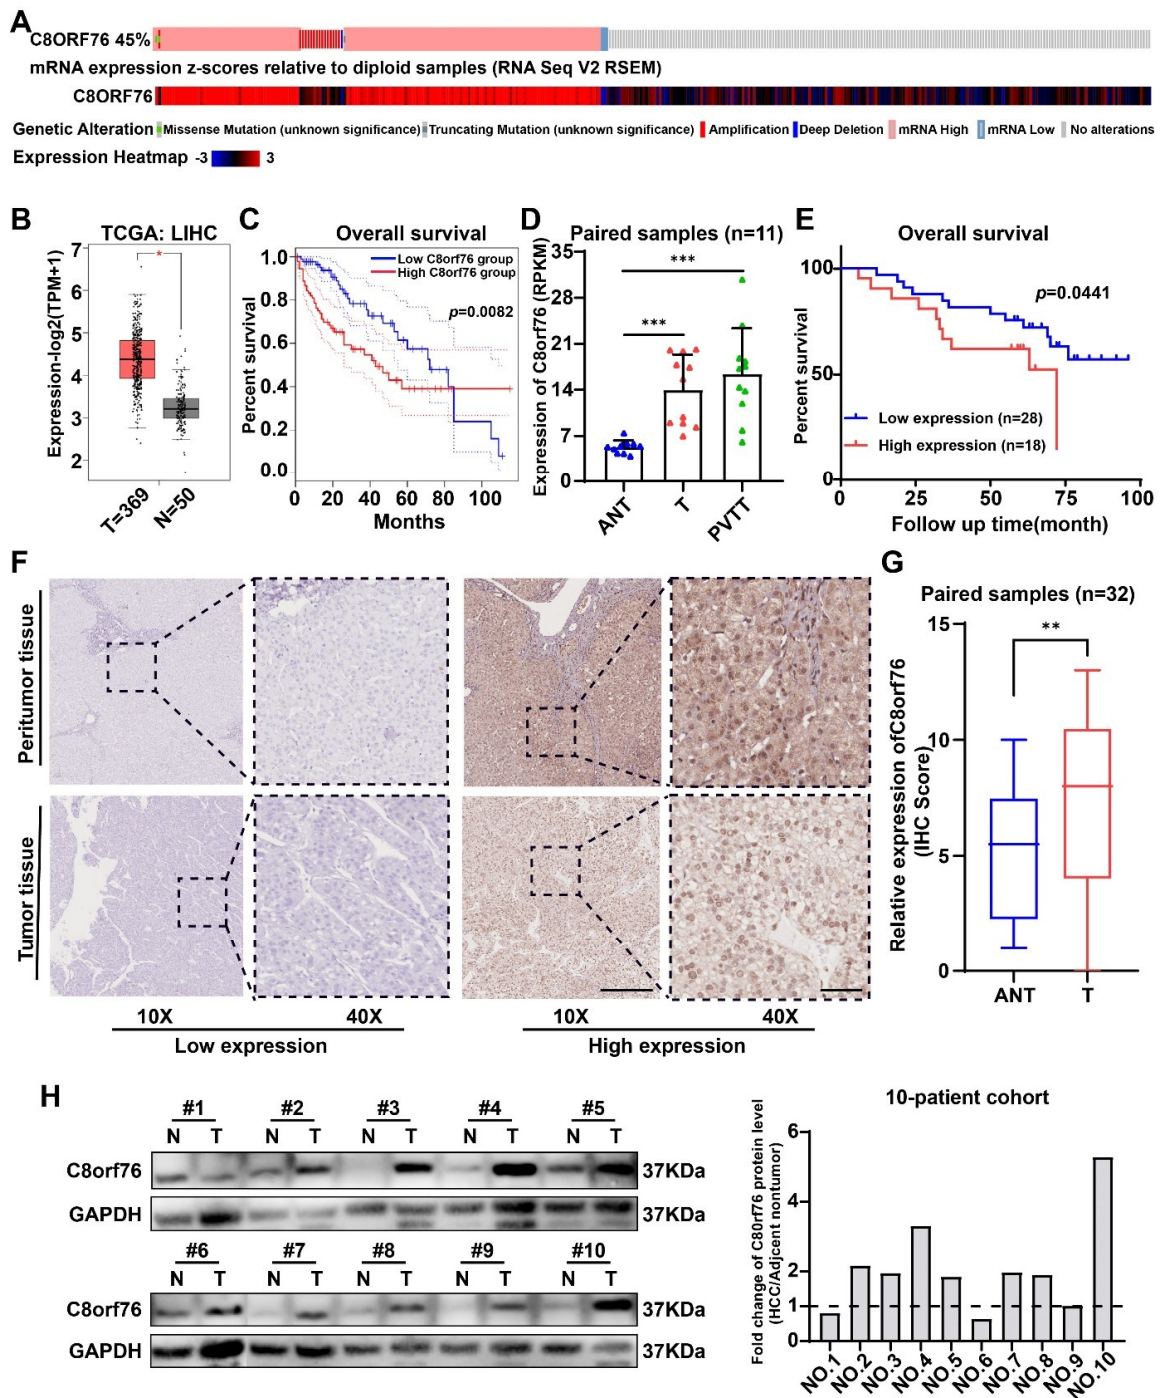 A
C8ORF76 45%
mRNA expression z-scores relative to diploid samples (RNA Seq V2 RSEM)
C8ORF76
Genetic Alteration Missense Mutation (unknown significance) Truncating Mutation (unknown significance) Amplification Deep Deletion mRNA High mRNA Low No alterations
Expression Heatmap -3 3
B
TCGA: LIHC
Expression-log2(TPM+1)
7
6
5
4
3
2
*
T=369
N=50
C
Overall survival
Low C8orf76 group
High C8orf76 group
p=0.0082
Percent survival
1.0
0.8
0.6
0.4
0.2
0.0
0 20 40 60 80 100
Months
D
Paired samples (n=11)
Expression of C8orf76 (RPKM)
35
28
21
14
7
0
***
***
ANT
T
PVTT
E
Overall survival
p=0.0441
Percent survival
100
50
0
Low expression (n=28)
High expression (n=18)
0 25 50 75 100
Follow up time(month)
F
Peritumor tissue
Tumor tissue
10X 40X 10X 40X
Low expression High expression
G
Paired samples (n=32)
Relative expression ofC8orf76
(IHC Score)
15
10
5
0
**
ANT T
H
#1 #2 #3 #4 #5
N T N T N T N T N T
C8orf76 37KDa
GAPDH 37KDa
#6 #7 #8 #9 #10
N T N T N T N T N T
C8orf76 37KDa
GAPDH 37KDa
10-patient cohort
Fold change of C80rf76 protein level
(HCC/Adjcent nontumor)
6
4
2
1
0
NO.1
NO.2
NO.3
NO.4
NO.5
NO.6
NO.7
NO.8
NO.9
NO.10